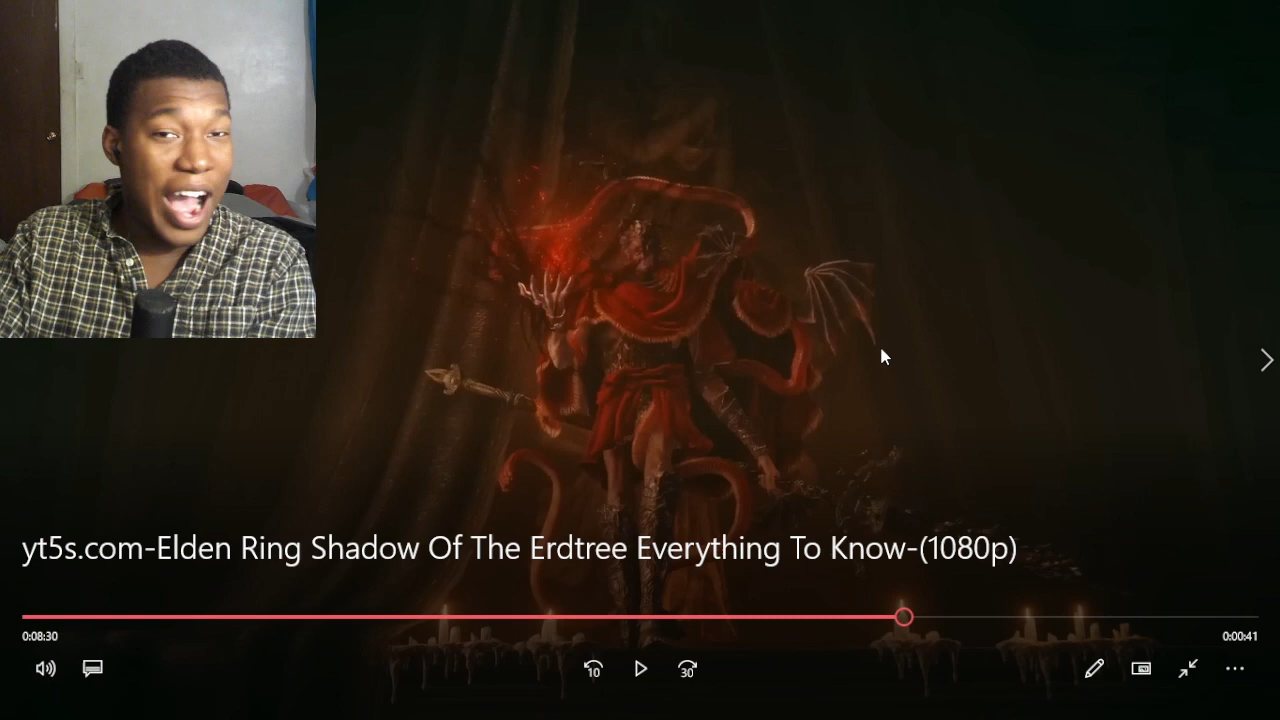 yt5s.com-Elden Ring Shadow Of The Erdtree Everything To Know-(1080p)
0:08:30
0:00:41
10
30